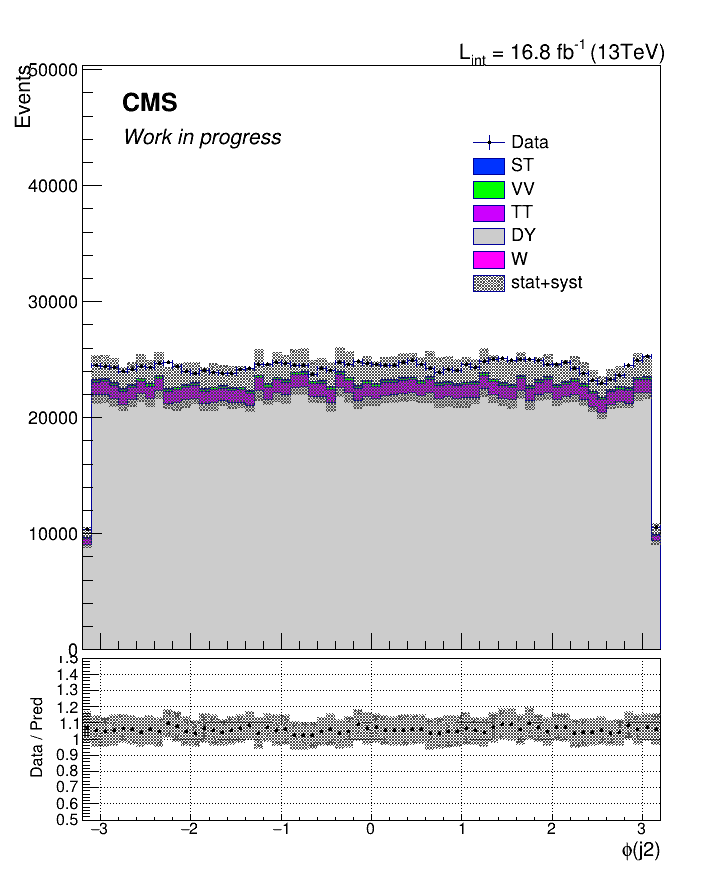 L_int = 16.8 fb^-1 (13TeV)
Events
50000
CMS
Work in progress
Data
ST
VV
40000
TT
DY
W
stat+syst
30000
20000
10000
0
1.5
1.4
1.3
1.2
1.1
1
0.9
0.8
0.7
0.6
0.5
Data / Pred
−3 −2 −1 0 1 2 3
ϕ(j2)